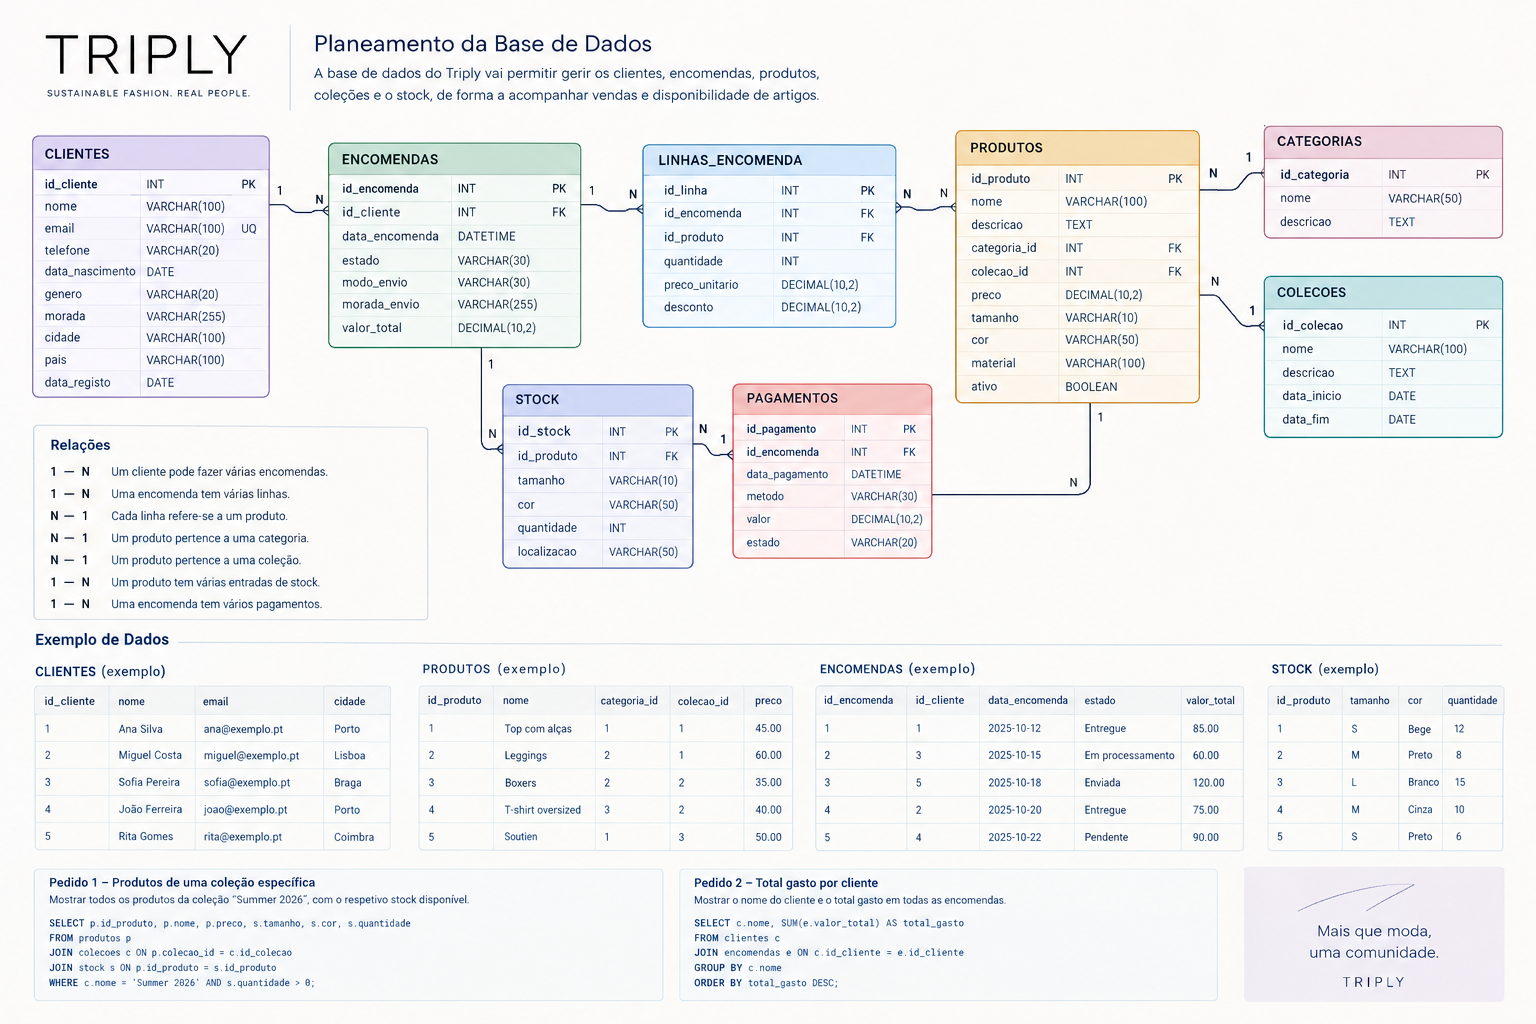 TRIPLY
SUSTAINABLE FASHION. REAL PEOPLE.
Planeamento da Base de Dados
A base de dados do Triply vai permitir gerir os clientes, encomendas, produtos,
coleções e o stock, de forma a acompanhar vendas e disponibilidade de artigos.
CLIENTES
id_cliente INT PK
nome VARCHAR(100)
email VARCHAR(100) UQ
telefone VARCHAR(20)
data_nascimento DATE
genero VARCHAR(20)
morada VARCHAR(255)
cidade VARCHAR(100)
pais VARCHAR(100)
data_registo DATE
1 N
ENCOMENDAS
id_encomenda INT PK
id_cliente INT FK
data_encomenda DATETIME
estado VARCHAR(30)
modo_envio VARCHAR(30)
morada_envio VARCHAR(255)
valor_total DECIMAL(10,2)
1 N
LINHAS_ENCOMENDA
id_linha INT PK
id_encomenda INT FK
id_produto INT FK
quantidade INT
preco_unitario DECIMAL(10,2)
desconto DECIMAL(10,2)
N N
PRODUTOS
id_produto INT PK
nome VARCHAR(100)
descricao TEXT
categoria_id INT FK
colecao_id INT FK
preco DECIMAL(10,2)
tamanho VARCHAR(10)
cor VARCHAR(50)
material VARCHAR(100)
ativo BOOLEAN
N 1
CATEGORIAS
id_categoria INT PK
nome VARCHAR(50)
descricao TEXT
N 1
COLECOES
id_colecao INT PK
nome VARCHAR(100)
descricao TEXT
data_inicio DATE
data_fim DATE
1
N
STOCK
id_stock INT PK
id_produto INT FK
tamanho VARCHAR(10)
cor VARCHAR(50)
quantidade INT
localizacao VARCHAR(50)
N 1
PAGAMENTOS
id_pagamento INT PK
id_encomenda INT FK
data_pagamento DATETIME
metodo VARCHAR(30)
valor DECIMAL(10,2)
estado VARCHAR(20)
1
N
Relações
1 — N Um cliente pode fazer várias encomendas.
1 — N Uma encomenda tem várias linhas.
N — 1 Cada linha refere-se a um produto.
N — 1 Um produto pertence a uma categoria.
N — 1 Um produto pertence a uma coleção.
1 — N Um produto tem várias entradas de stock.
1 — N Uma encomenda tem vários pagamentos.
Exemplo de Dados
CLIENTES (exemplo)
id_cliente nome email cidade
1 Ana Silva ana@exemplo.pt Porto
2 Miguel Costa miguel@exemplo.pt Lisboa
3 Sofia Pereira sofia@exemplo.pt Braga
4 João Ferreira joao@exemplo.pt Porto
5 Rita Gomes rita@exemplo.pt Coimbra
PRODUTOS (exemplo)
id_produto nome categoria_id colecao_id preco
1 Top com alças 1 1 45.00
2 Leggings 2 1 60.00
3 Boxers 2 2 35.00
4 T-shirt oversized 3 2 40.00
5 Soutien 1 3 50.00
ENCOMENDAS (exemplo)
id_encomenda id_cliente data_encomenda estado valor_total
1 1 2025-10-12 Entregue 85.00
2 3 2025-10-15 Em processamento 60.00
3 5 2025-10-18 Enviada 120.00
4 2 2025-10-20 Entregue 75.00
5 4 2025-10-22 Pendente 90.00
STOCK (exemplo)
id_produto tamanho cor quantidade
1 S Bege 12
2 M Preto 8
3 L Branco 15
4 M Cinza 10
5 S Preto 6
Pedido 1 – Produtos de uma coleção específica
Mostrar todos os produtos da coleção "Summer 2026", com o respetivo stock disponível.
SELECT p.id_produto, p.nome, p.preco, s.tamanho, s.cor, s.quantidade
FROM produtos p
JOIN colecoes c ON p.colecao_id = c.id_colecao
JOIN stock s ON p.id_produto = s.id_produto
WHERE c.nome = 'Summer 2026' AND s.quantidade > 0;
Pedido 2 – Total gasto por cliente
Mostrar o nome do cliente e o total gasto em todas as encomendas.
SELECT c.nome, SUM(e.valor_total) AS total_gasto
FROM clientes c
JOIN encomendas e ON c.id_cliente = e.id_cliente
GROUP BY c.nome
ORDER BY total_gasto DESC;
Mais que moda,
uma comunidade.
TRIPLY